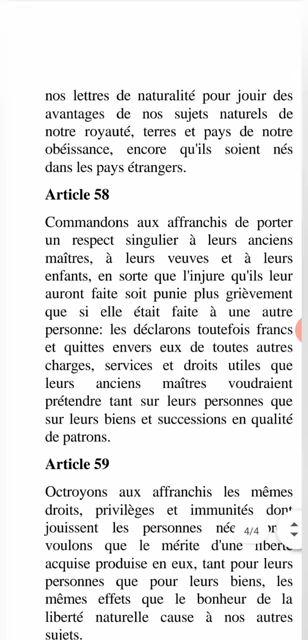 nos lettres de naturalité pour jouir des
avantages de nos sujets naturels de
notre royauté, terres et pays de notre
obéissance, encore qu'ils soient nés
dans les pays étrangers.
Article 58
Commandons aux affranchis de porter
un respect singulier à leurs anciens
maîtres, à leurs veuves et à leurs
enfants, en sorte que l'injure qu'ils leur
auront faite soit punie plus grièvement
que si elle était faite à une autre
personne: les déclarons toutefois francs
et quittes envers eux de toutes autres
charges, services et droits utiles que
leurs anciens maîtres voudraient
prétendre tant sur leurs personnes que
sur leurs biens et successions en qualité
de patrons.
Article 59
Octroyons aux affranchis les mêmes
droits, privilèges et immunités dont
jouissent les personnes 4/4
voulons que le mérite d'une liberté
acquise produise en eux, tant pour leurs
personnes que pour leurs biens, les
mêmes effets que le bonheur de la
liberté naturelle cause à nos autres
sujets.